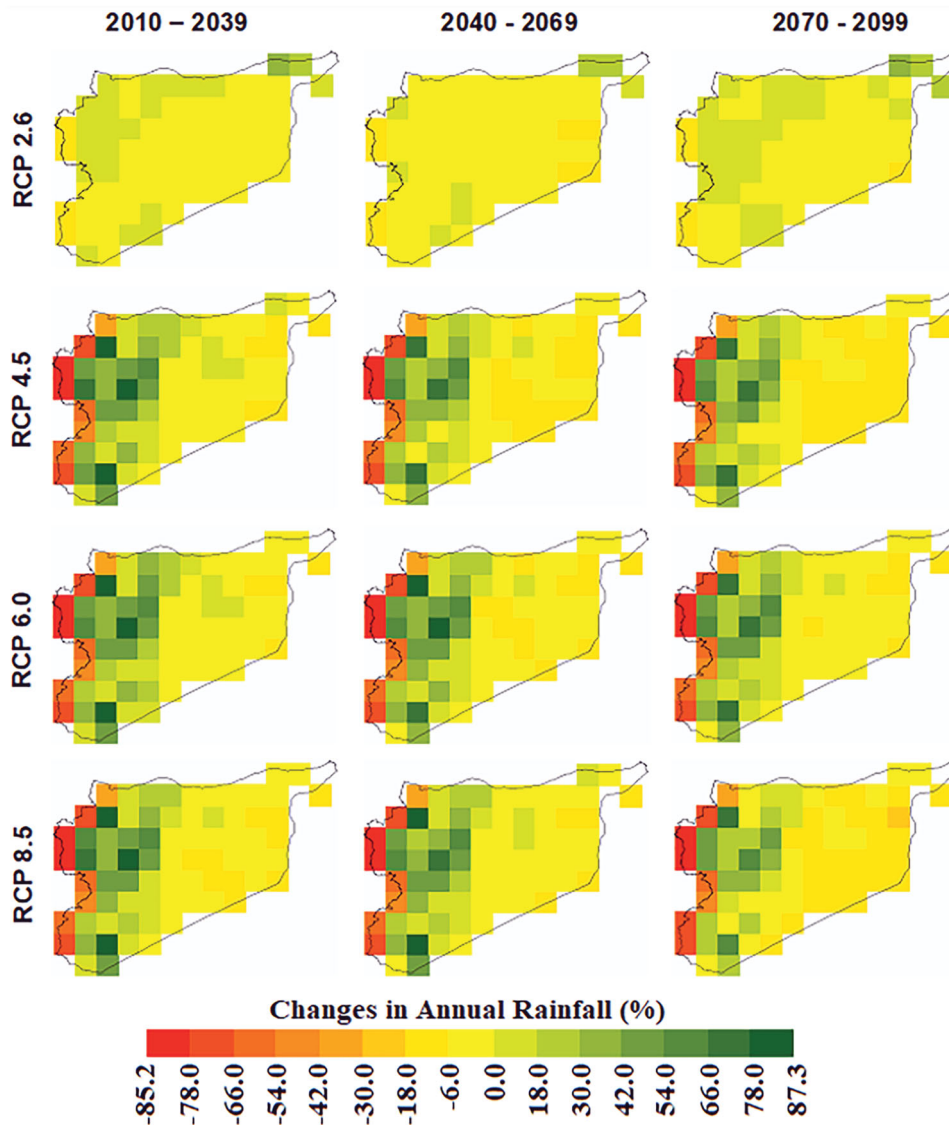 2010 – 2039
2040 - 2069
2070 - 2099
RCP 2.6
RCP 4.5
RCP 6.0
RCP 8.5
Changes in Annual Rainfall (%)
-85.2
-78.0
-66.0
-54.0
-42.0
-30.0
-18.0
-6.0
0.0
18.0
30.0
42.0
54.0
66.0
78.0
87.3